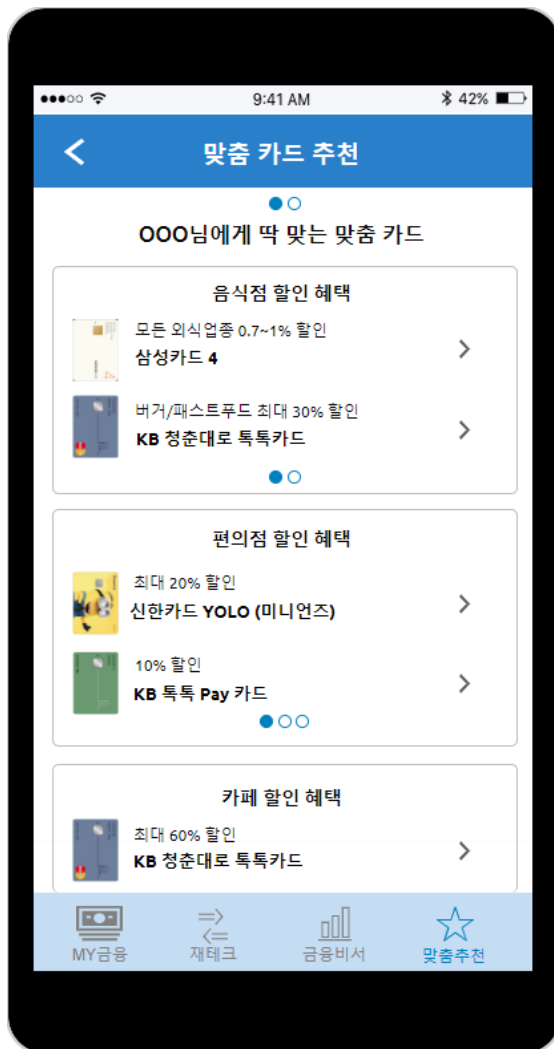 9:41 AM
42%
맞춤 카드 추천
OOO님에게 딱 맞는 맞춤 카드
음식점 할인 혜택
모든 외식업종 0.7~1% 할인
삼성카드 4
버거/패스트푸드 최대 30% 할인
KB 청춘대로 톡톡카드
편의점 할인 혜택
최대 20% 할인
신한카드 YOLO (미니언즈)
10% 할인
KB 톡톡 Pay 카드
카페 할인 혜택
최대 60% 할인
KB 청춘대로 톡톡카드
MY금융
재테크
금융비서
맞춤추천